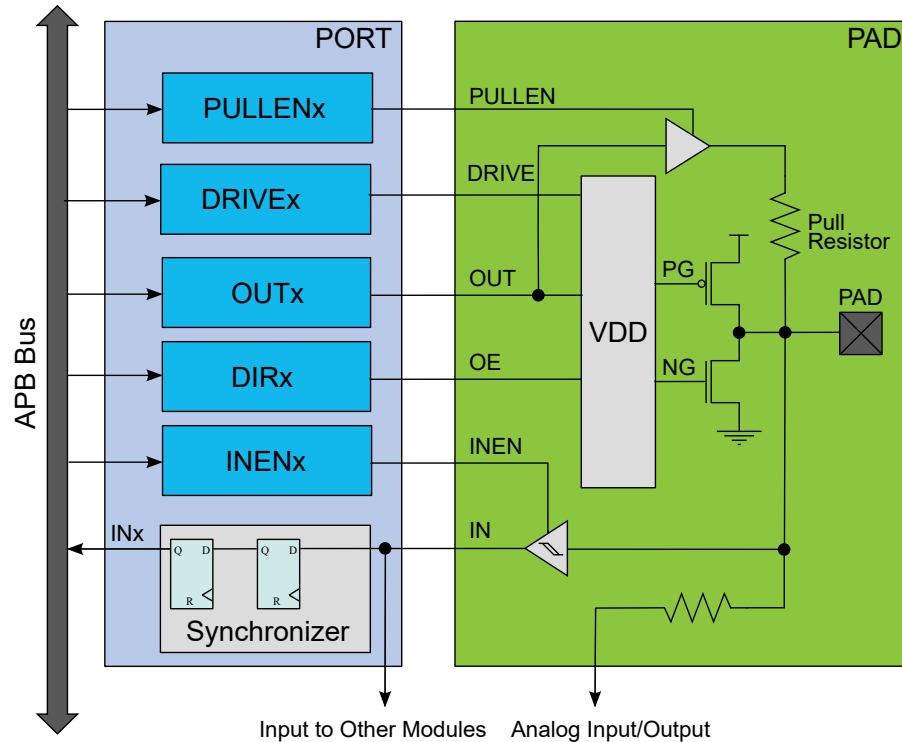 PORT
PAD
PULLENx
PULLEN
DRIVEx
DRIVE
Pull
Resistor
OUTx
OUT
PG
PAD
VDD
APB Bus
DIRx
OE
NG
INENx
INEN
INx
IN
Q D
Q D
R
R
Synchronizer
Input to Other Modules
Analog Input/Output